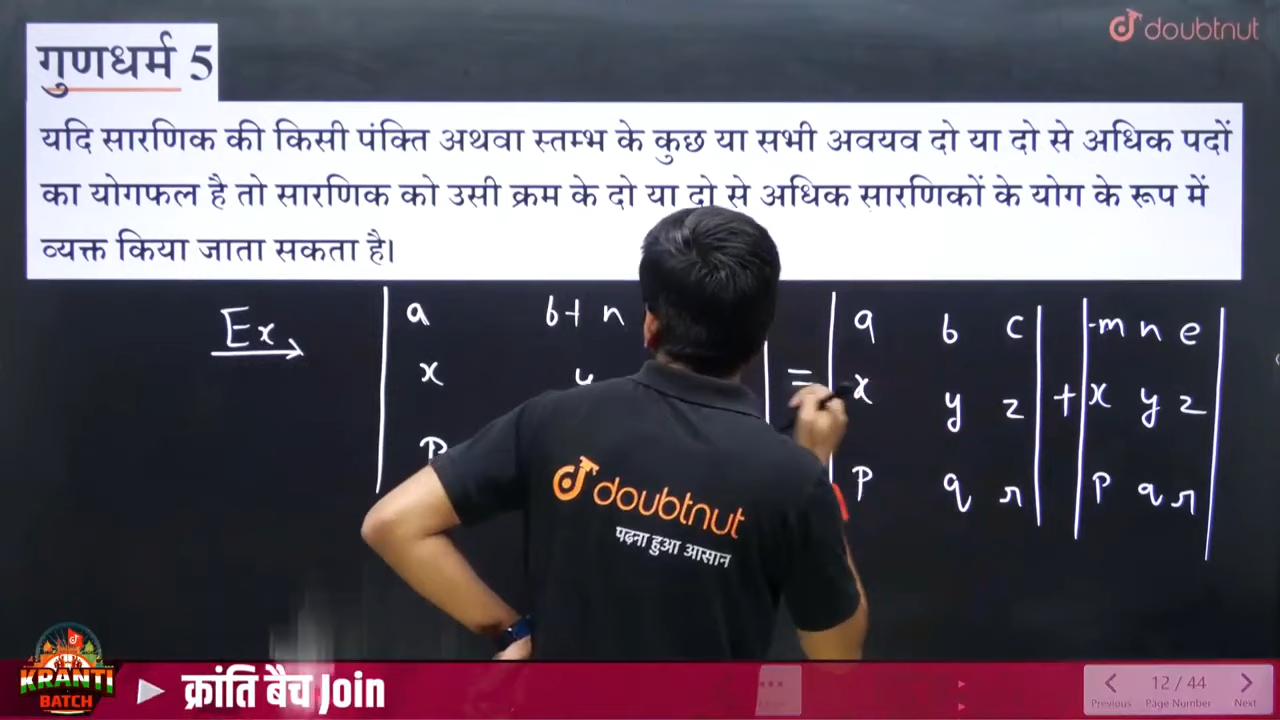 doubtnut
गुणधर्म 5
यदि सारणिक की किसी पंक्ति अथवा स्तम्भ के कुछ या सभी अवयव दो या दो से अधिक पदों
का योगफल है तो सारणिक को उसी क्रम के दो या दो से अधिक सारणिकों के योग के रूप में
व्यक्त किया जाता सकता है।
Ex a b+ n = a b c + -m n e
x y x y z x y z
P P q r P q r
doubtnut
पढ़ना हुआ आसान
KRANTI
BATCH
क्रांति बैच Join
12 / 44
Previous Page Number Next